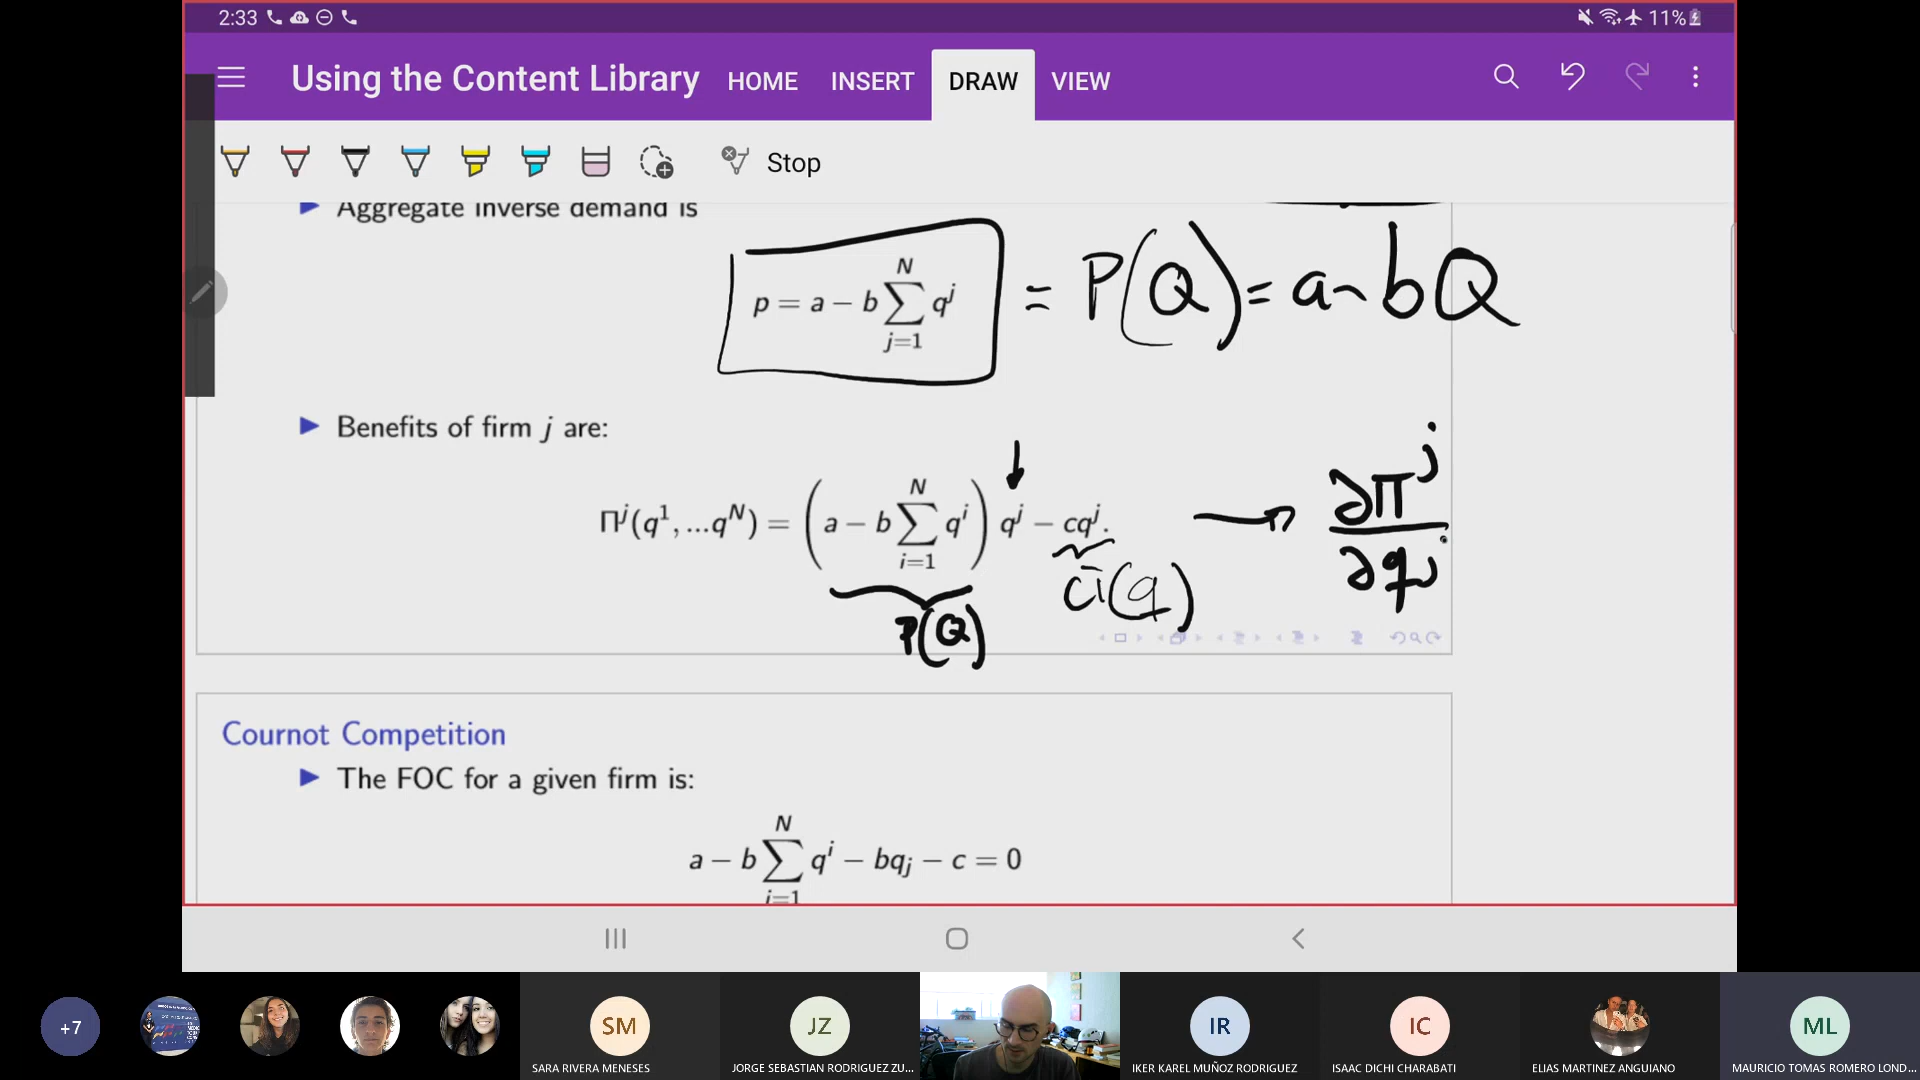 2:33 11%
Using the Content Library HOME INSERT DRAW VIEW
Stop
Aggregate inverse demand is
p = a − b ∑_{j=1}^{N} q^j = P(Q) = a − bQ
Benefits of firm j are:
Π^j(q^1, ...q^N) = (a − b ∑_{i=1}^{N} q^i) q^j − cq^j. → ∂Π^j / ∂q^j
P(Q)
Cournot Competition
The FOC for a given firm is:
a − b ∑_{i=1}^{N} q^i − bq_j − c = 0
+7 SM JZ IR IC ML
SARA RIVERA MENESES JORGE SEBASTIAN RODRIGUEZ ZU... IKER KAREL MUÑOZ RODRIGUEZ ISAAC DICHI CHARABATI ELIAS MARTINEZ ANGUIANO MAURICIO TOMAS ROMERO LOND...